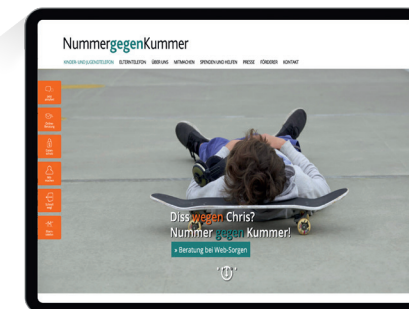 NummergegenKummer
KINDER- UND JUGENDTELEFON ELTERNTELEFON ÜBER UNS MITMACHEN SPENDEN UND HELFEN PRESSE FÖRDERER KONTAKT
Diss wegen Chris?
Nummer gegen Kummer!
» Beratung bei Web-Sorgen